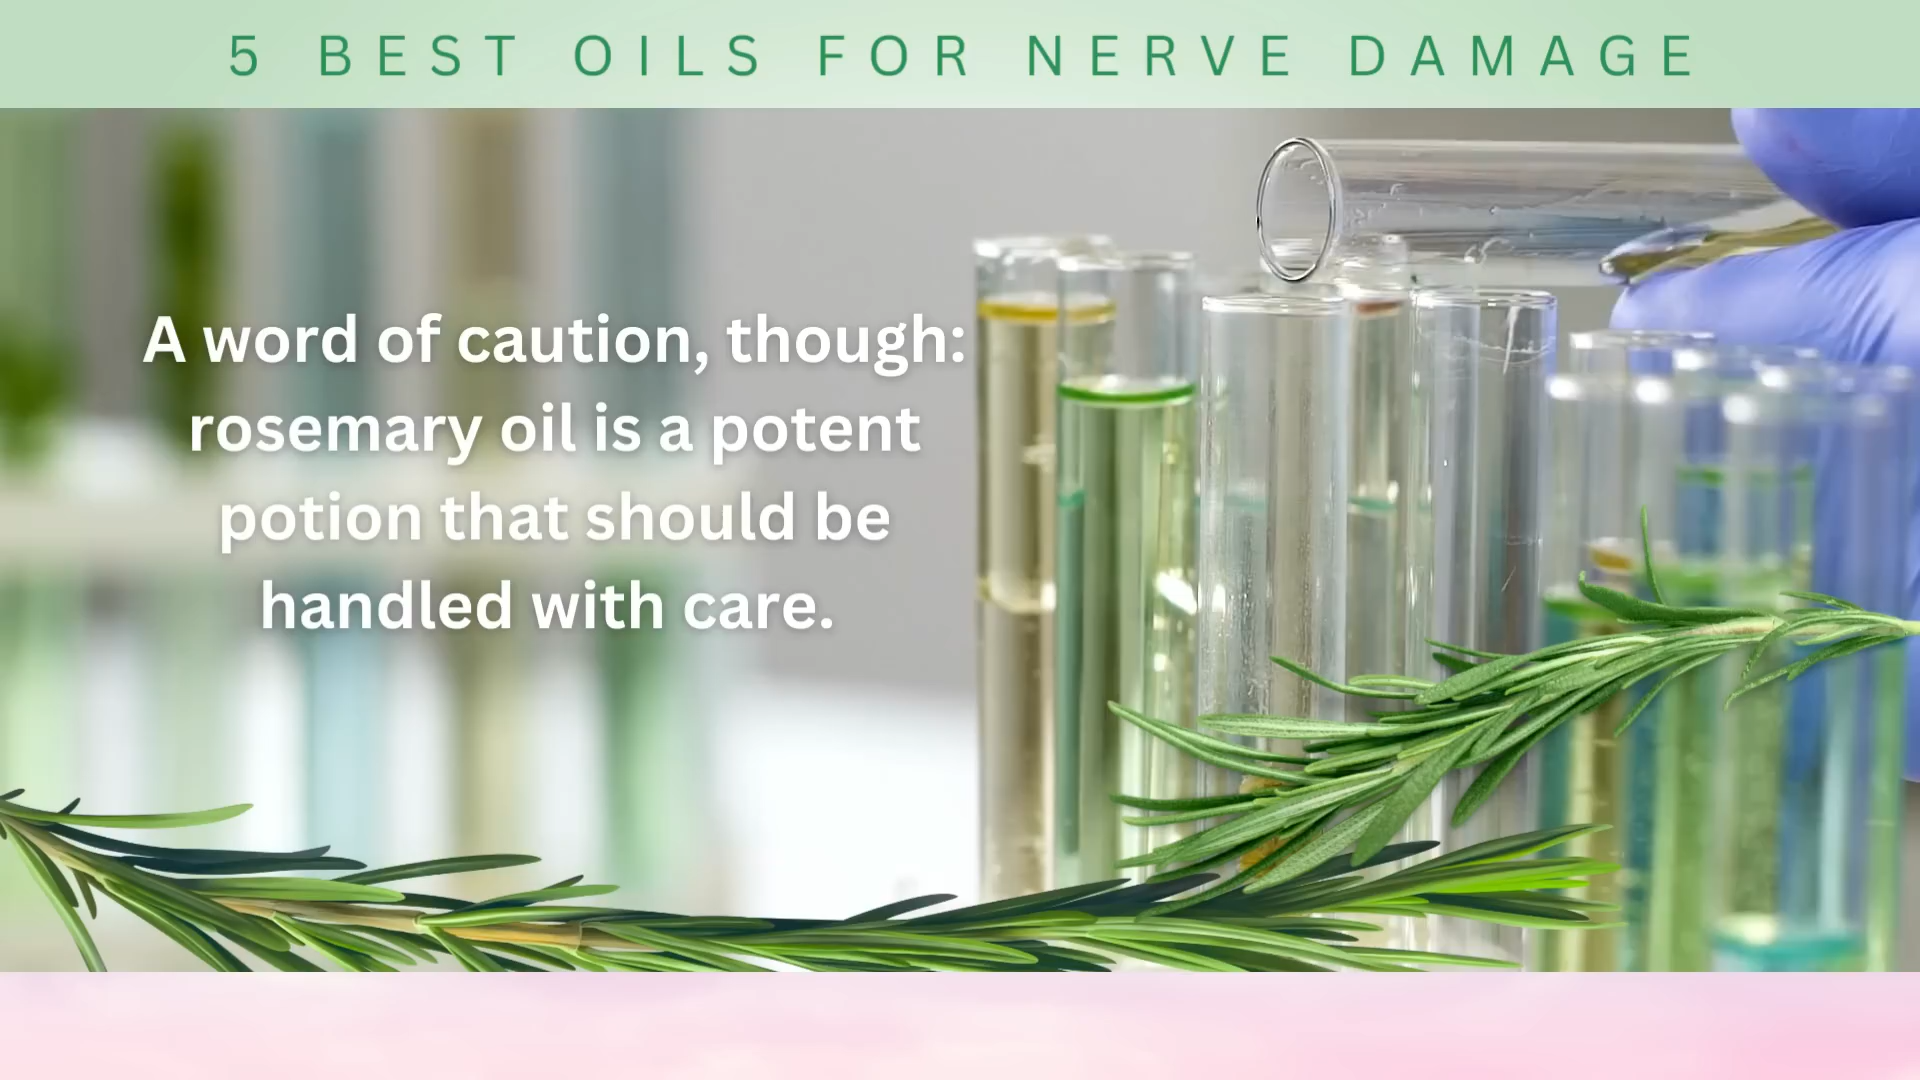 5 BEST OILS FOR NERVE DAMAGE
A word of caution, though:
rosemary oil is a potent
potion that should be
handled with care.